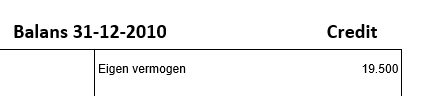 Balans 31-12-2010 Credit
Eigen vermogen 19.500